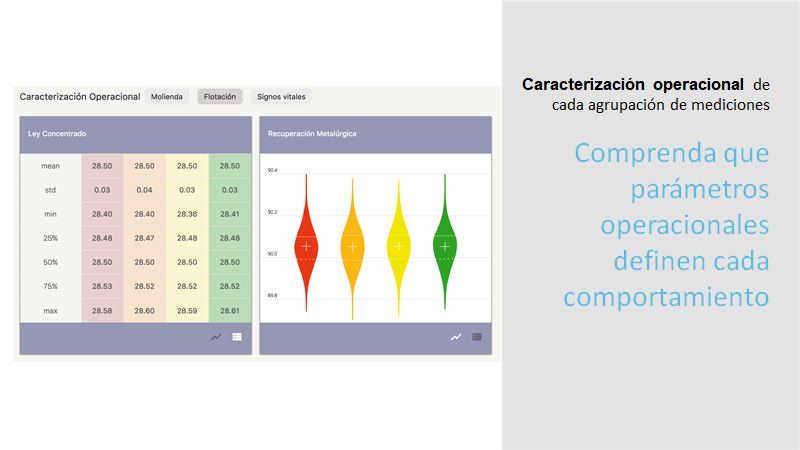 Caracterización Operacional Molienda Flotación Signos vitales
Ley Concentrado
mean 28.50 28.50 28.50 28.50
std 0.03 0.04 0.03 0.03
min 28.40 28.40 28.36 28.41
25% 28.48 28.47 28.48 28.48
50% 28.50 28.50 28.50 28.50
75% 28.53 28.52 28.52 28.52
max 28.58 28.60 28.59 28.61
Recuperación Metalúrgica
90.4
90.2
90.0
89.8
Caracterización operacional de
cada agrupación de mediciones
Comprenda que
parámetros
operacionales
definen cada
comportamiento